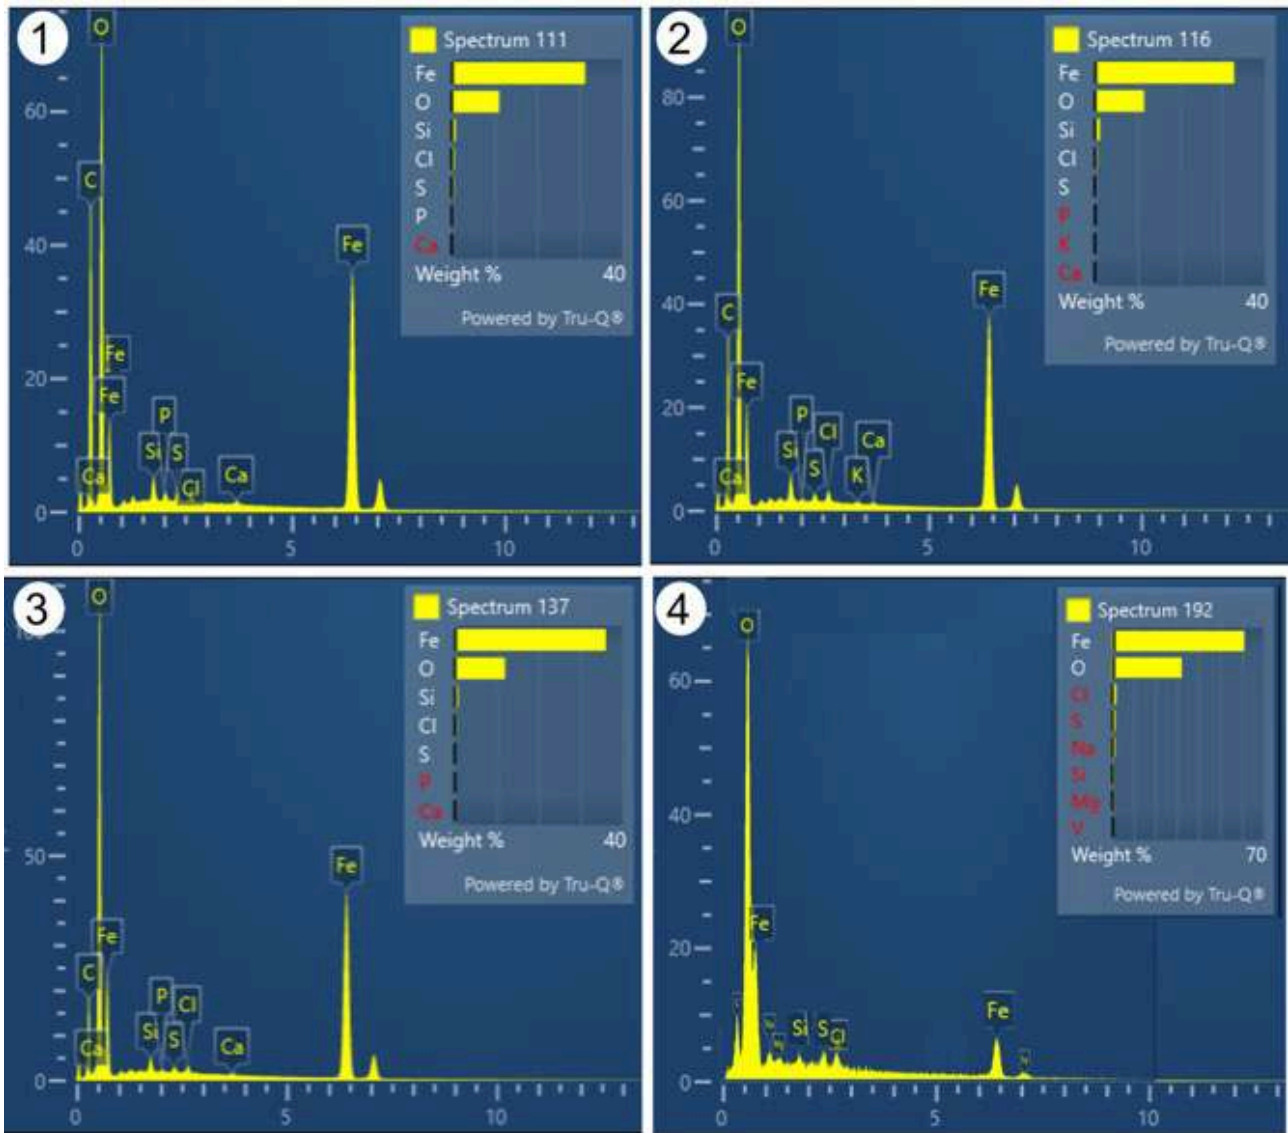 1
O
Spectrum 111
Fe
O
Si
Cl
S
P
Ca
Weight % 40
Powered by Tru-Q®
60
C
40
Fe
Fe
20
Fe
P
Si
S
Ca
Cl
Ca
0
0 5 10
2
O
Spectrum 116
Fe
O
Si
Cl
S
P
K
Ca
Weight % 40
Powered by Tru-Q®
80
60
40
C
Fe
Fe
20
P
Cl
Si
S
Ca
K
Ca
0
0 5 10
3
O
Spectrum 137
Fe
O
Si
Cl
S
P
Ca
Weight % 40
Powered by Tru-Q®
50
Fe
Fe
C
P
Cl
Si
S
Ca
Ca
0
0 5 10
4
O
Spectrum 192
Fe
O
Cl
S
Na
Si
Mg
V
Weight % 70
Powered by Tru-Q®
60
40
Fe
20
Si
S
Cl
Fe
0
0 5 10